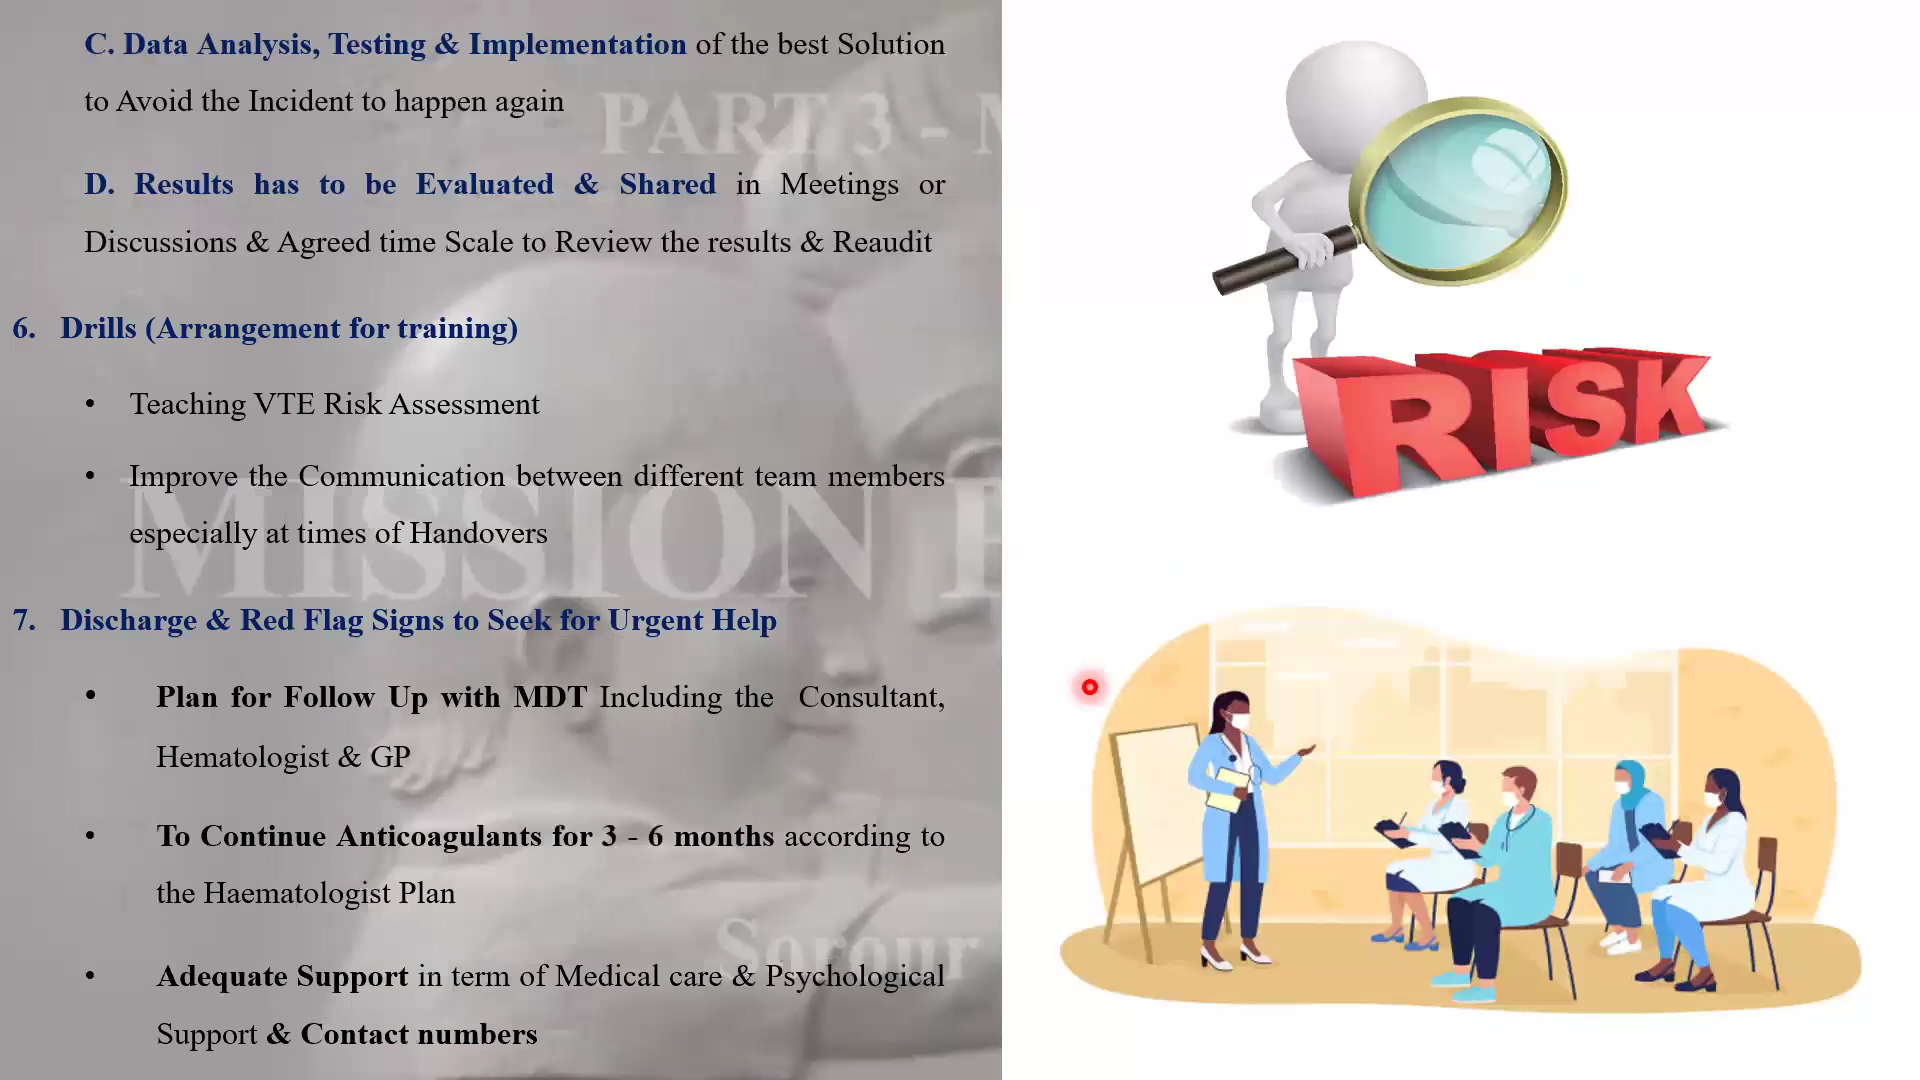 C. Data Analysis, Testing & Implementation of the best Solution
to Avoid the Incident to happen again
PART 3 -
D. Results has to be Evaluated & Shared in Meetings or
Discussions & Agreed time Scale to Review the results & Reaudit
6. Drills (Arrangement for training)
• Teaching VTE Risk Assessment
• Improve the Communication between different team members
especially at times of Handovers
MISSION
7. Discharge & Red Flag Signs to Seek for Urgent Help
• Plan for Follow Up with MDT Including the Consultant,
Hematologist & GP
• To Continue Anticoagulants for 3 - 6 months according to
the Haematologist Plan
Sorour
• Adequate Support in term of Medical care & Psychological
Support & Contact numbers
RISK